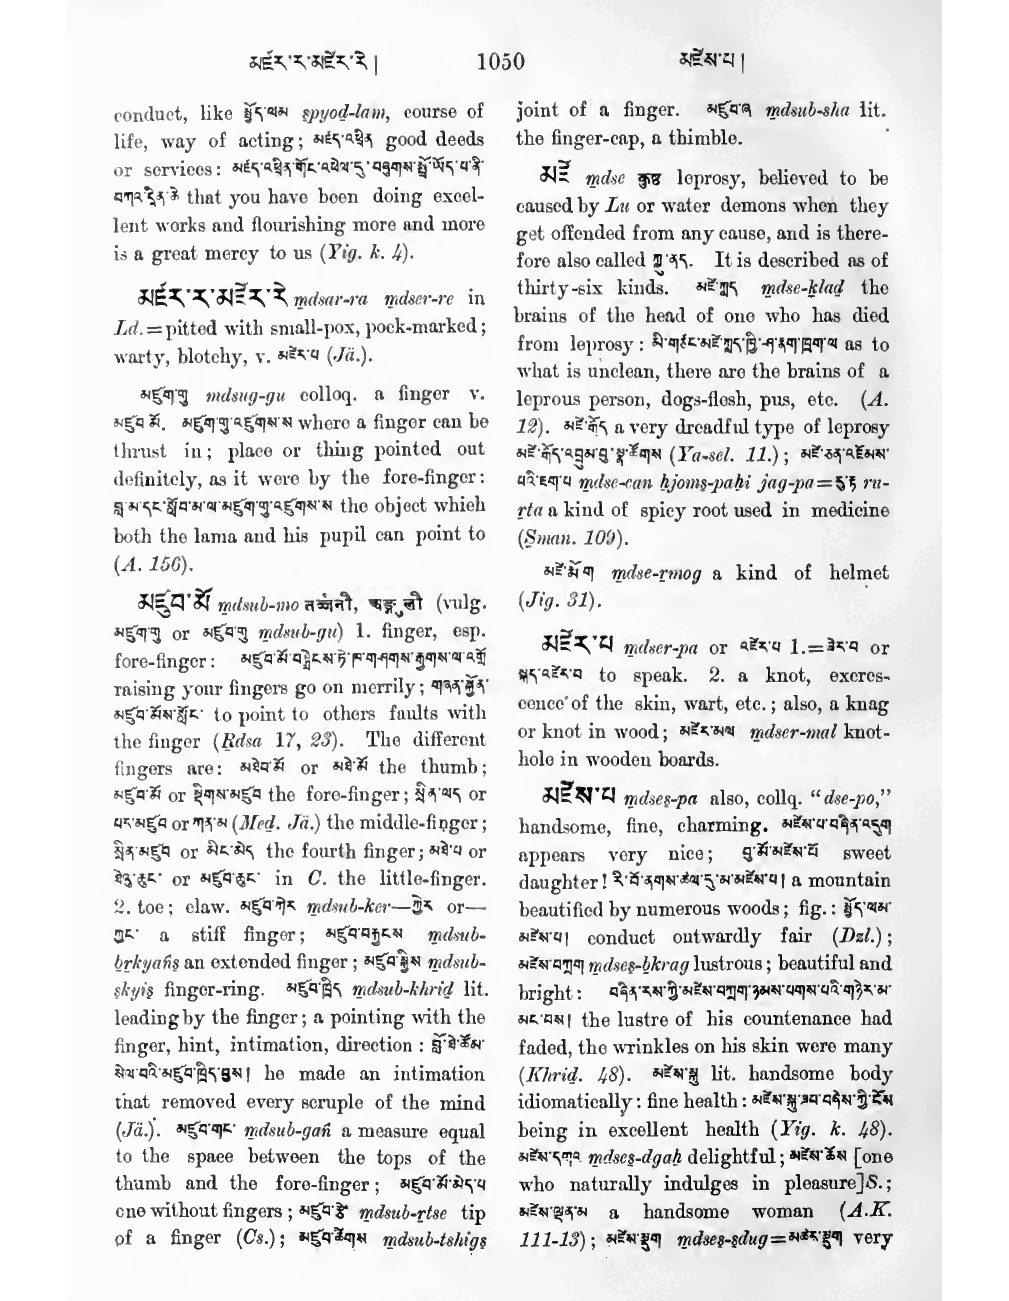 མཛར་ར་མཛེར་རེ།
1050
མཛེས་པ།
conduct, like སྤྱོད་ལམ spyod-lam, course of
life, way of acting; མཛད་འཕྲིན good deeds
or services: མཛད་འཕྲིན་གོང་འཕེལ་དུ་བཞུགས་སྤྲོ་ཡོད་པ་ནི་
བཀའ་དྲིན་ཆེ that you have been doing excel-
lent works and flourishing more and more
is a great mercy to us (Yig. k. 4).
མཛར་ར་མཛེར་རེ mdsar-ra mdser-re in
Ld.=pitted with small-pox, pock-marked;
warty, blotchy, v. མཛེར་པ (Jä.).
མཛུག་གུ mdsug-gu colloq. a finger v.
མཛུབ་མོ. མཛུག་གུ་འཛུགས་ས where a finger can be
thrust in; place or thing pointed out
definitely, as it were by the fore-finger:
བླ་མ་དང་སློབ་མ་ལ་མཛུག་གུ་འཛུགས་ས the object which
both the lama and his pupil can point to
(A. 156).
མཛུབ་མོ mdsub-mo तर्ज्जनी, अङ्गुली (vulg.
མཛུག་གུ or མཛུབ་གུ mdsub-gu) 1. finger, esp.
fore-finger: མཛུབ་མོ་བསྒྲེངས་ཏེ
raising your fingers go on merrily; གཞན་སྐྱོན་
མཛུབ་མོས་སློང་ to point to others faults with
the finger (Rdsa 17, 23). The different
fingers are: མཐེབ་མོ or མཐེ་མོ the thumb;
མཛུབ་མོ or སྡིགས་མཛུབ the fore-finger; or
or (Med. Jä.) the middle-finger;
སྲིན་མཛུབ or མིང་མེད the fourth finger; མཐེ་པ or
ཐེའུ་ཆུང་ or མཛུབ་ཆུང་ in C. the little-finger.
2. toe; claw. མཛུབ་ཀེར mdsub-ker—ཀྱེར or—
ཀྱང་ a stiff finger; མཛུབ་བརྐྱངས mdsub-
brkyaṅs an extended finger; མཛུབ་སྐྱིས mdsub-
skyis finger-ring. མཛུབ་ཁྲིད mdsub-khrid lit.
leading by the finger; a pointing with the
finger, hint, intimation, direction: བློ་ཐེ་ཚོམ་
སེལ་བའི་མཛུབ་ཁྲིད་བྱས། he made an intimation
that removed every scruple of the mind
(Jä.). མཛུབ་གང་ mdsub-gañ a measure equal
to the space between the tops of the
thumb and the fore-finger; མཛུབ་མོ་མེད་པ
one without fingers; མཛུབ་རྩེ mdsub-rtse tip
of a finger (Cs.); མཛུབ་ཚིགས mdsub-tshigs
joint of a finger. མཛུབ་ཞ mdsub-sha lit.
the finger-cap, a thimble.
མཛེ mdse कुष्ठ leprosy, believed to be
caused by Lu or water demons when they
get offended from any cause, and is there-
fore also called ཀླུ་ནད. It is described as of
thirty-six kinds. མཛེ་ཀླད mdse-klad the
brains of the head of one who has died
from leprosy: མི་གཙང་མཛེ་ཀླད་ཁྱི་ཤ་རྣག་ཁྲག་ལ as to
what is unclean, there are the brains of a
leprous person, dogs-flesh, pus, etc. (A.
12). མཛེ་རྒོད a very dreadful type of leprosy
མཛེ་རྒོད་འབྲུམ་བུ་སྣ་ཚོགས (Ya-sel. 11.); མཛེ་ཅན་འཇོམས་
པའི་ཇག་པ mdse-can hjoms-pahi jag-pa=རུ་རྟ ru-
rta a kind of spicy root used in medicine
(Sman. 109).
མཛེ་རྨོག mdse-rmog a kind of helmet
(Jig. 31).
མཛེར་པ mdser-pa or འཛེར་པ 1.=ཟེར་བ or
སྐད་འཛེར་བ to speak. 2. a knot, excres-
cence of the skin, wart, etc.; also, a knag
or knot in wood; མཛེར་མལ mdser-mal knot-
hole in wooden boards.
མཛེས་པ mdses-pa also, collq. “dse-po,”
handsome, fine, charming. མཛེས་པ་བཞིན་འདུག
appears very nice; བུ་མོ་མཛེས་པོ sweet
daughter! རི་བོ་ནགས་ཚལ་དུ་མ་མཛེས་པ། a mountain
beautified by numerous woods; fig.: སྤྱོད་ལམ་
མཛེས་པ། conduct outwardly fair (Dzl.);
མཛེས་བཀྲག mdses-bkrag lustrous; beautiful and
bright: བཞིན་རས་ཀྱི་མཛེས་བཀྲག་ཉམས་པགས་པའི་གཉེར་མ་
མང་བས། the lustre of his countenance had
faded, the wrinkles on his skin were many
(Khrid. 48). མཛེས་སྐུ lit. handsome body
idiomatically: fine health:
being in excellent health (Yig. k. 48).
མཛེས་དགའ mdses-dgah delightful; མཛེས་ཆོས [one
who naturally indulges in pleasure]S.;
མཛེས་ལྡན་མ a handsome woman (A.K.
111-13); མཛེས་སྡུག mdses-sdug=མཚར་སྡུག very